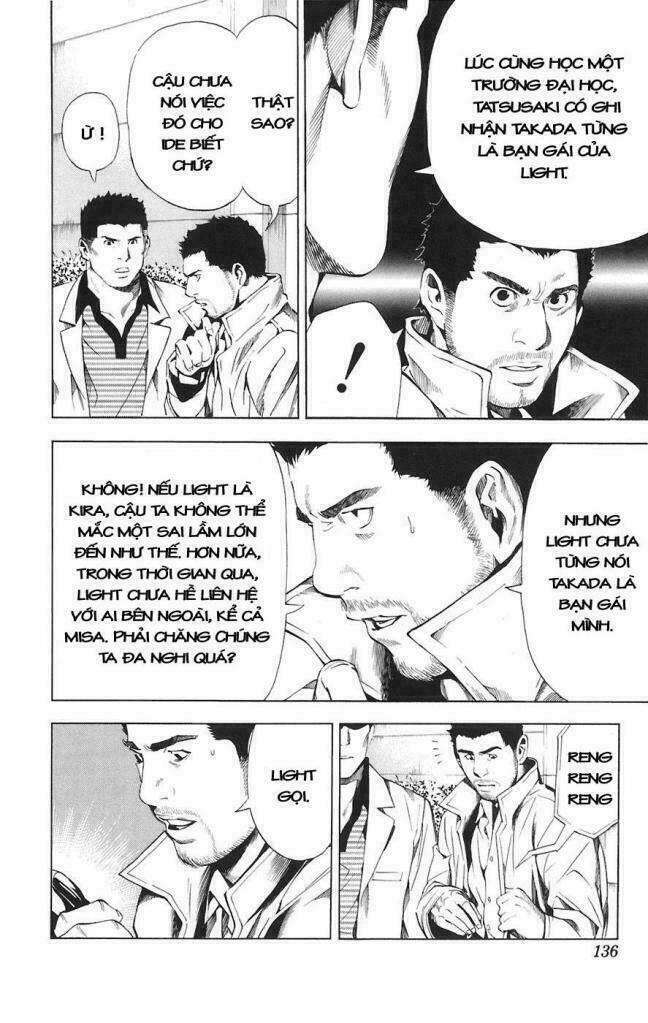 LÚC CÙNG HỌC MỘT
TRƯỜNG ĐẠI HỌC,
TATSUSAKI CÓ GHI
NHẬN TAKADA TỪNG
LÀ BẠN GÁI CỦA
LIGHT.
!
THẬT
SAO?
CẬU CHƯA
NÓI VIỆC
ĐÓ CHO
IDE BIẾT
CHỨ?
Ừ !
NHƯNG
LIGHT CHƯA
TỪNG NÓI
TAKADA LÀ
BẠN GÁI
MÌNH.
KHÔNG! NẾU LIGHT LÀ
KIRA, CẬU TA KHÔNG THỂ
MẮC MỘT SAI LẦM LỚN
ĐẾN NHƯ THẾ. HƠN NỮA,
TRONG THỜI GIAN QUA,
LIGHT CHƯA HỀ LIÊN HỆ
VỚI AI BÊN NGOÀI, KỂ CẢ
MISA. PHẢI CHĂNG CHÚNG
TA ĐA NGHI QUÁ?
RENG
RENG
RENG
LIGHT
GỌI.
136